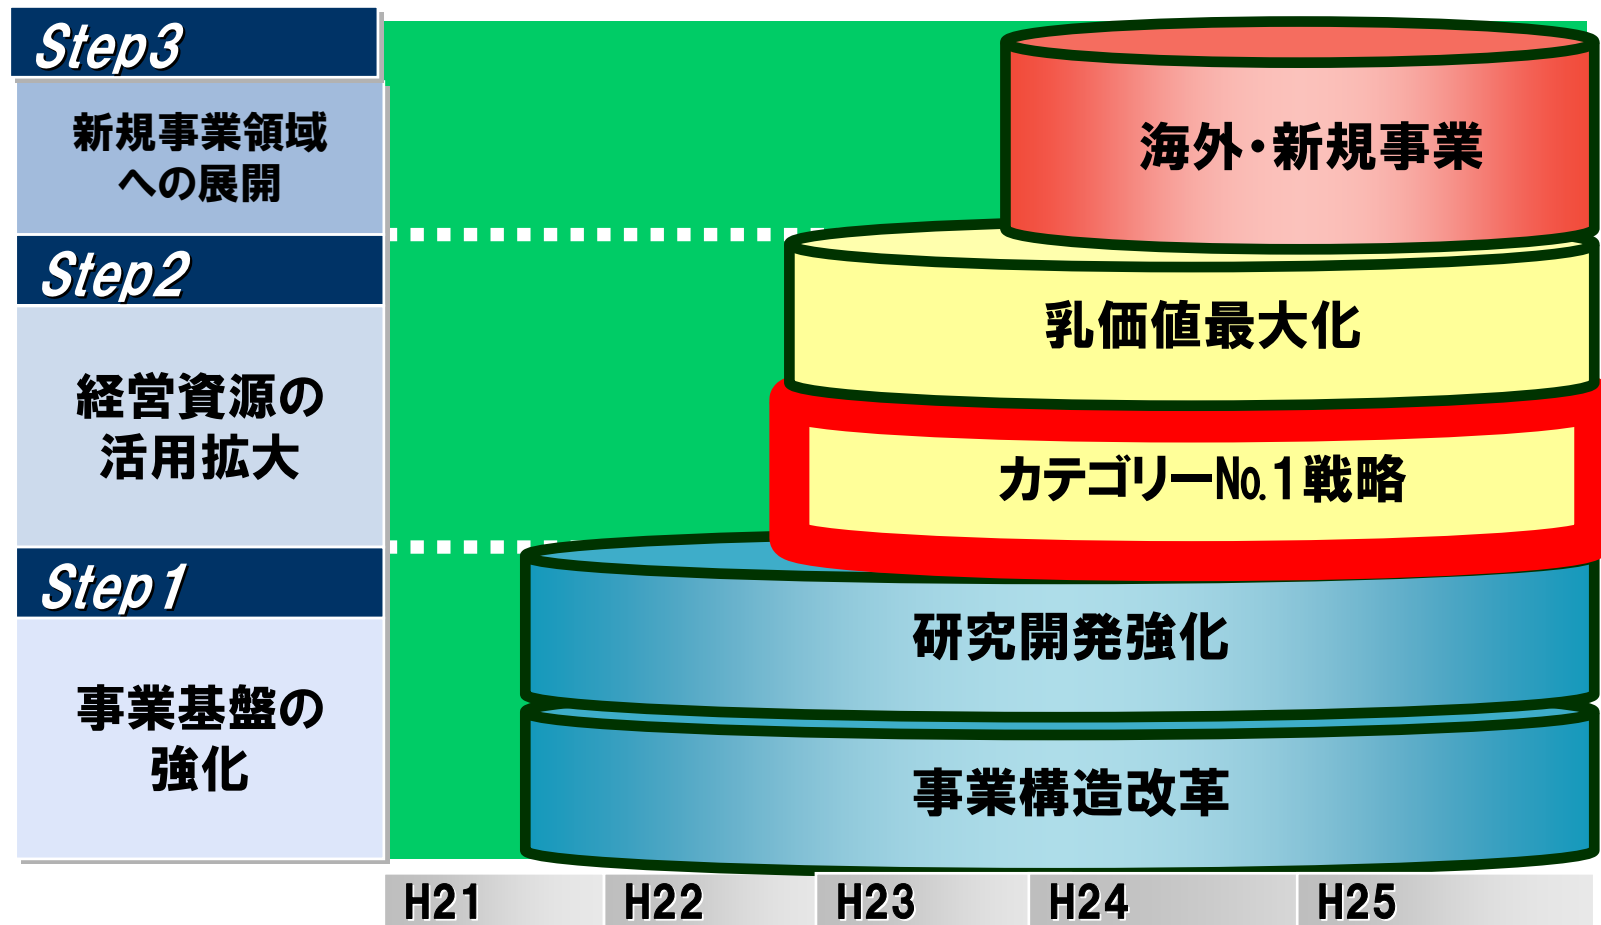 Step3
新規事業領域
への展開
海外・新規事業
Step2
経営資源の
活用拡大
乳価値最大化
カテゴリー№.1戦略
Step1
事業基盤の
強化
研究開発強化
事業構造改革
H21
H22
H23
H24
H25